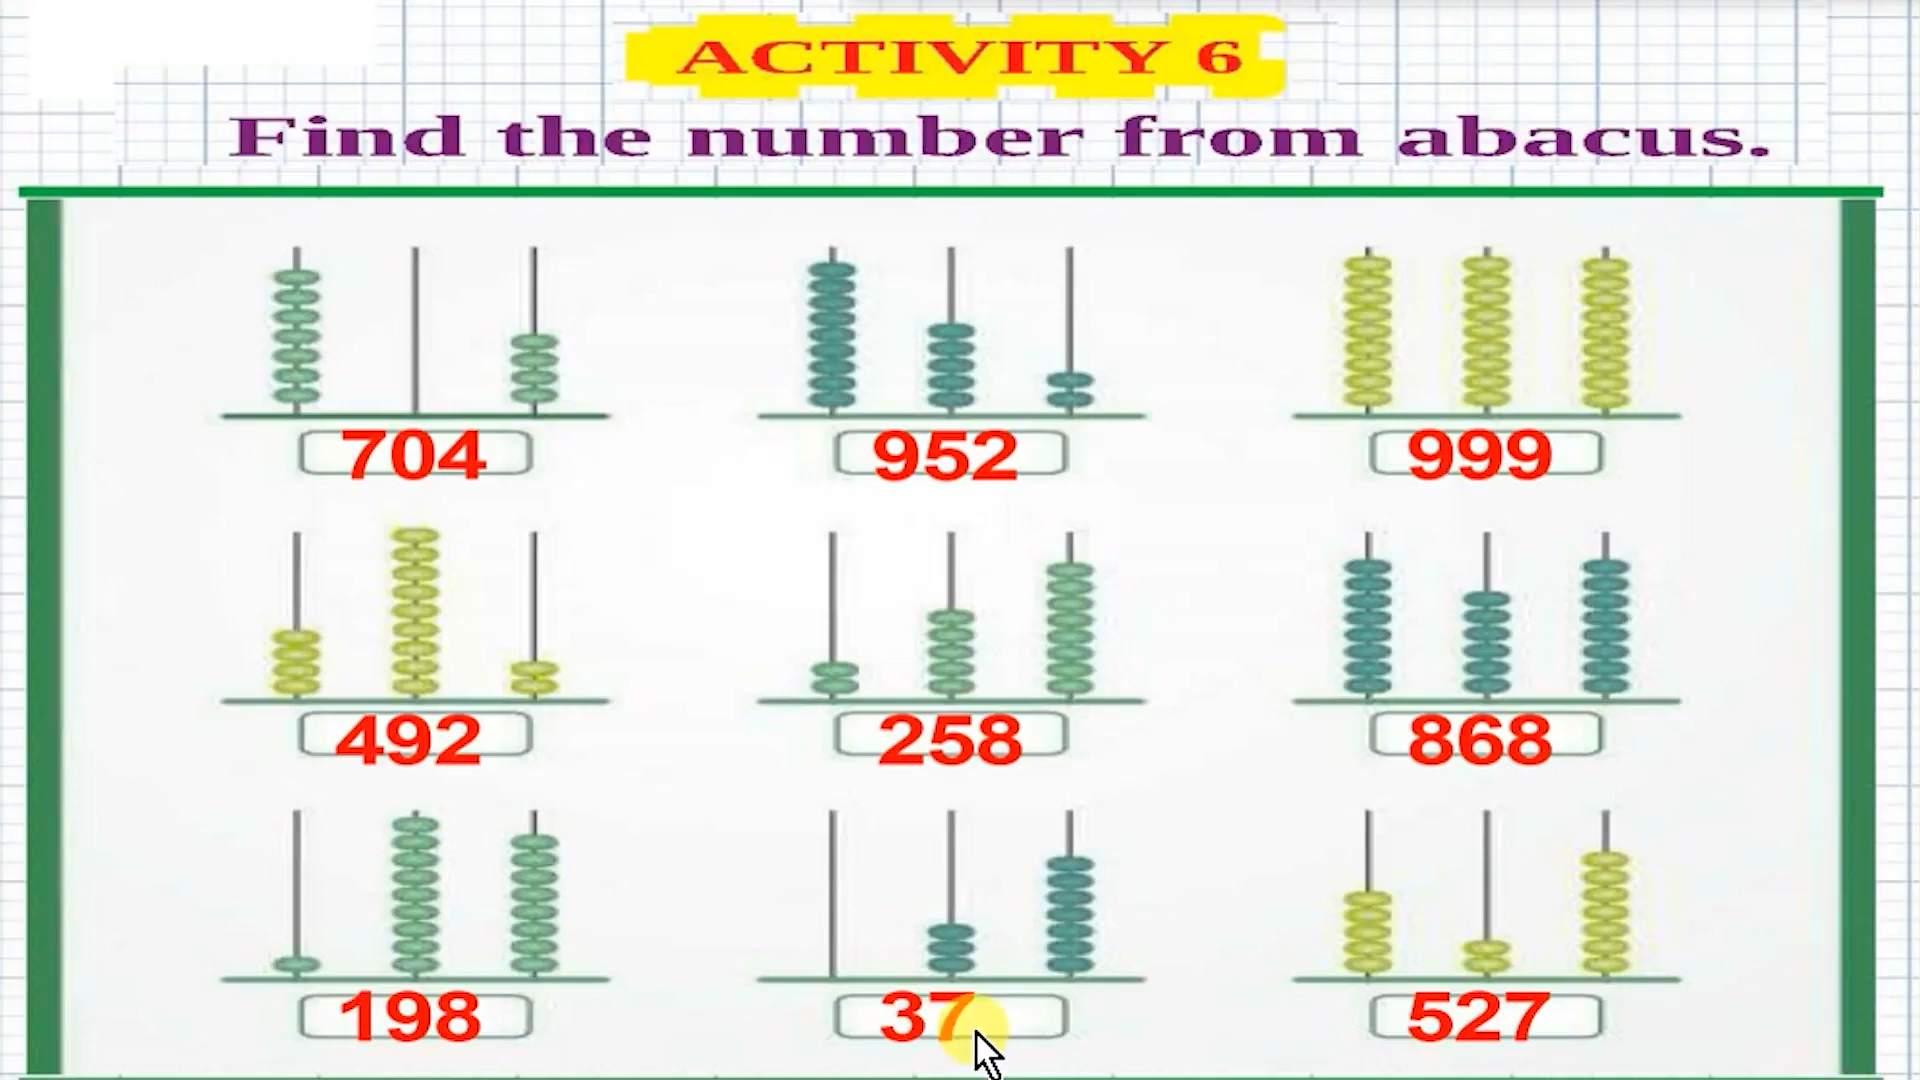 ACTIVITY 6
Find the number from abacus.
704 952 999
492 258 868
198 37 527